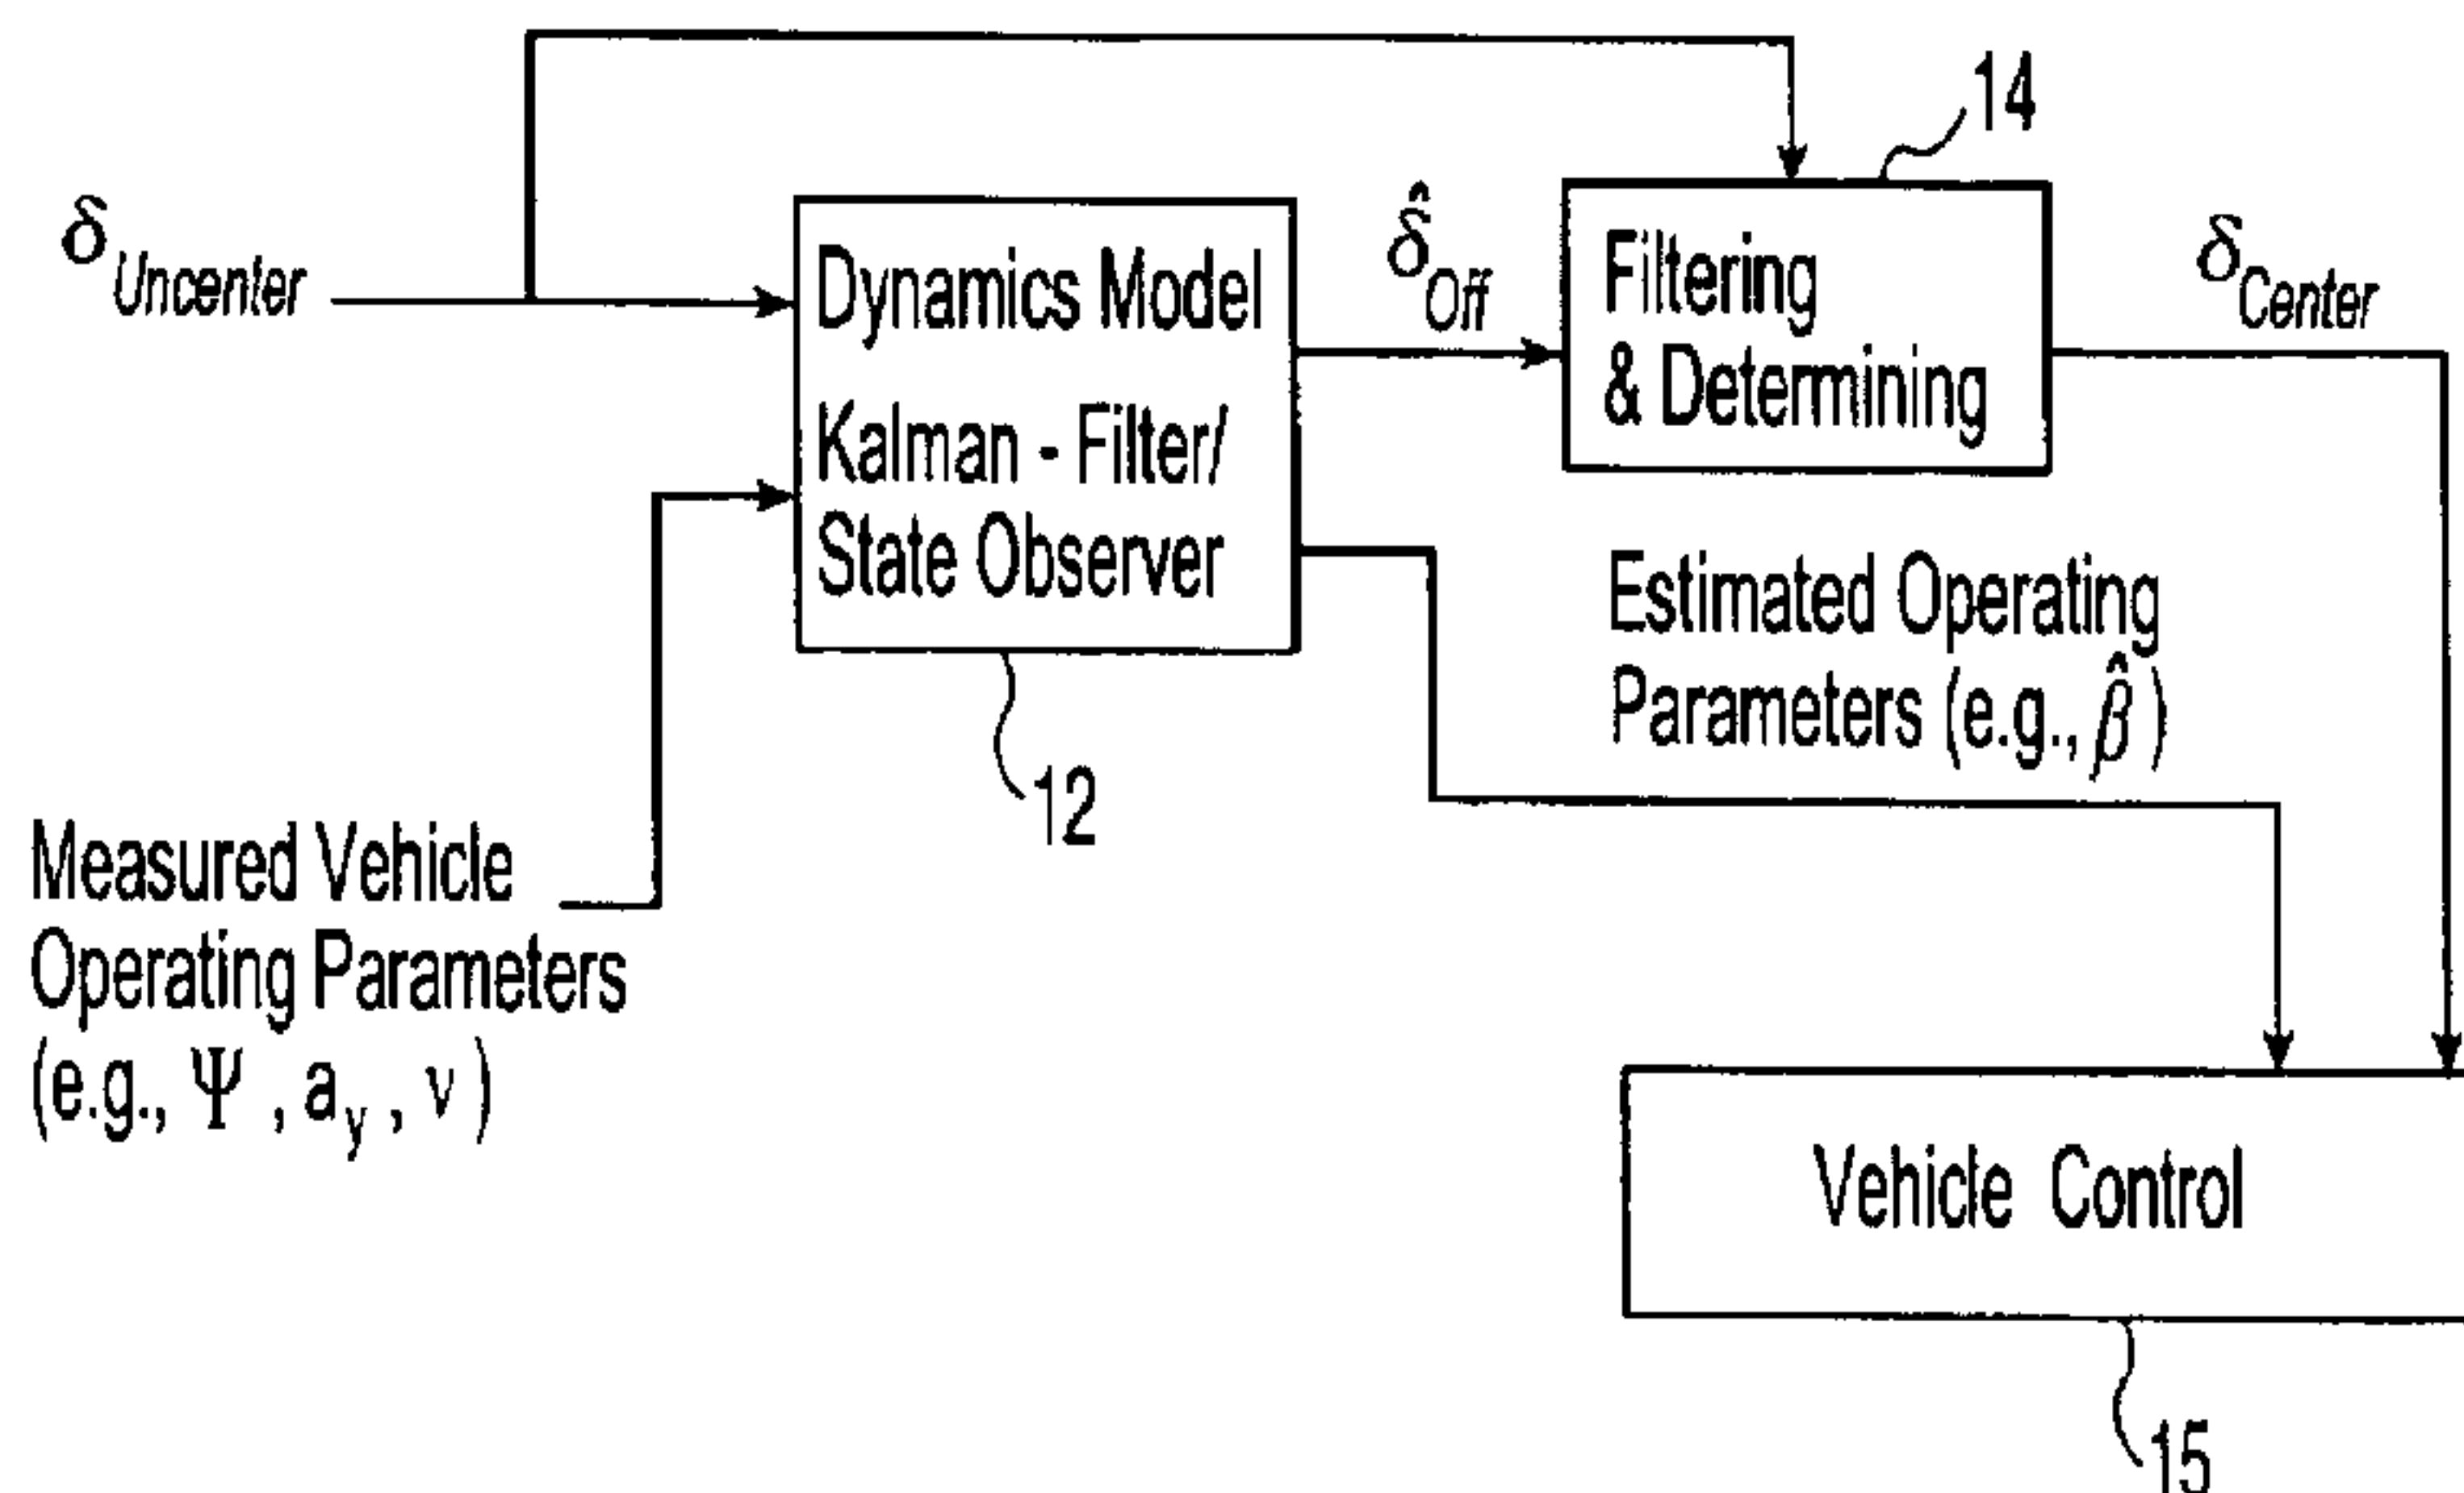 14
δUncenter
Dynamics Model
Kalman - Filter/
State Observer
δ̂Off
Filtering
& Determining
δCenter
12
Estimated Operating
Parameters (e.g., β̂ )
Measured Vehicle
Operating Parameters
(e.g., Ψ , ay , v )
Vehicle Control
15